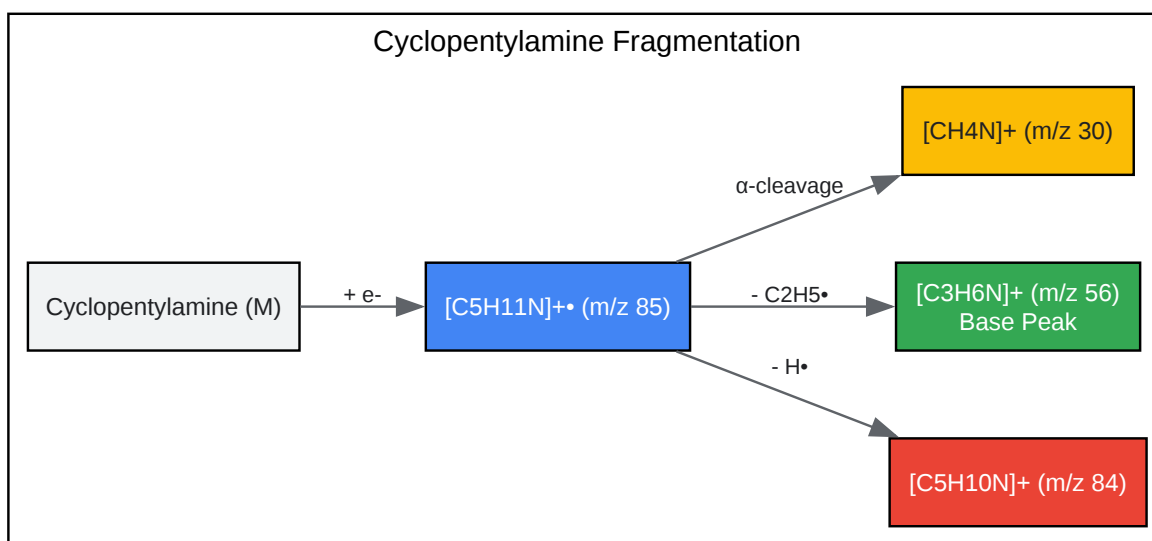 Cyclopentylamine Fragmentation
[CH4N]+ (m/z 30)
α-cleavage
Cyclopentylamine (M)
+ e-
[C5H11N]+• (m/z 85)
- C2H5•
[C3H6N]+ (m/z 56)
Base Peak
- H•
[C5H10N]+ (m/z 84)